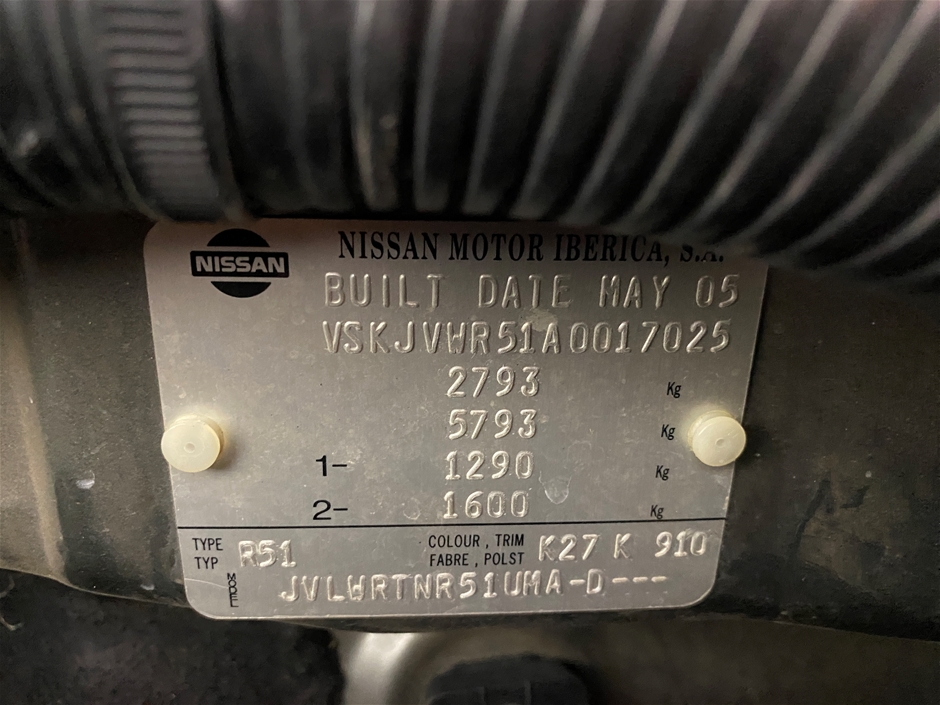 NISSAN
NISSAN MOTOR IBERICA, S.A.
BUILT DATE MAY 05
VSKJVWR51A0017025
2793 Kg
5793 Kg
1- 1290 Kg
2- 1600 Kg
TYPE
TYP
R51
COLOUR, TRIM
FABRE, POLST
K27 K 910
MODEL
JVLWRTNR51UMA-D---